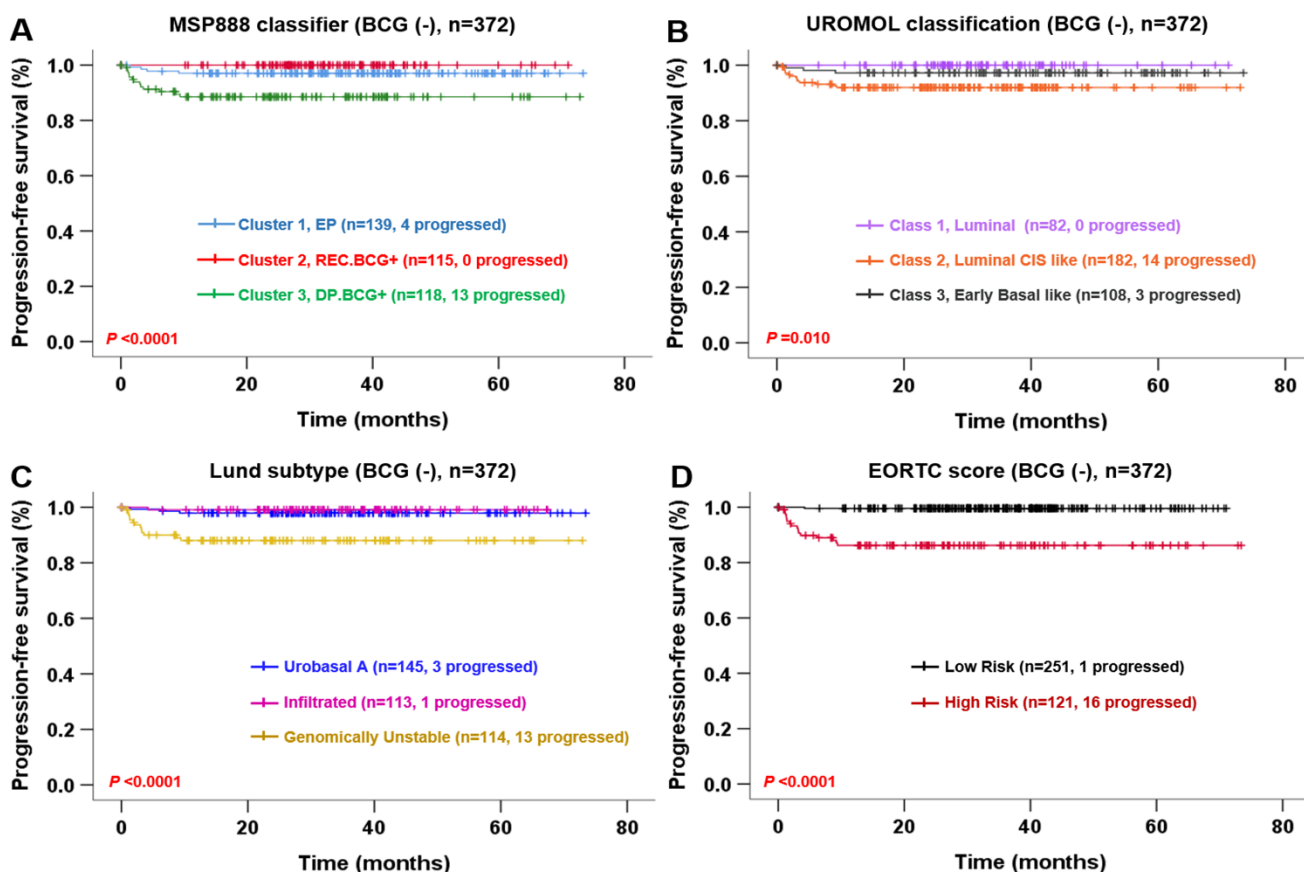 A
MSP888 classifier (BCG (-), n=372)
Progression-free survival (%)
1.0
0.8
0.6
0.4
0.2
0.0
Cluster 1, EP (n=139, 4 progressed)
Cluster 2, REC.BCG+ (n=115, 0 progressed)
Cluster 3, DP.BCG+ (n=118, 13 progressed)
P <0.0001
0 20 40 60 80
Time (months)
B
UROMOL classification (BCG (-), n=372)
Progression-free survival (%)
1.0
0.8
0.6
0.4
0.2
0.0
Class 1, Luminal (n=82, 0 progressed)
Class 2, Luminal CIS like (n=182, 14 progressed)
Class 3, Early Basal like (n=108, 3 progressed)
P =0.010
0 20 40 60 80
Time (months)
C
Lund subtype (BCG (-), n=372)
Progression-free survival (%)
1.0
0.8
0.6
0.4
0.2
0.0
Urobasal A (n=145, 3 progressed)
Infiltrated (n=113, 1 progressed)
Genomically Unstable (n=114, 13 progressed)
P <0.0001
0 20 40 60 80
Time (months)
D
EORTC score (BCG (-), n=372)
Progression-free survival (%)
1.0
0.8
0.6
0.4
0.2
0.0
Low Risk (n=251, 1 progressed)
High Risk (n=121, 16 progressed)
P <0.0001
0 20 40 60 80
Time (months)